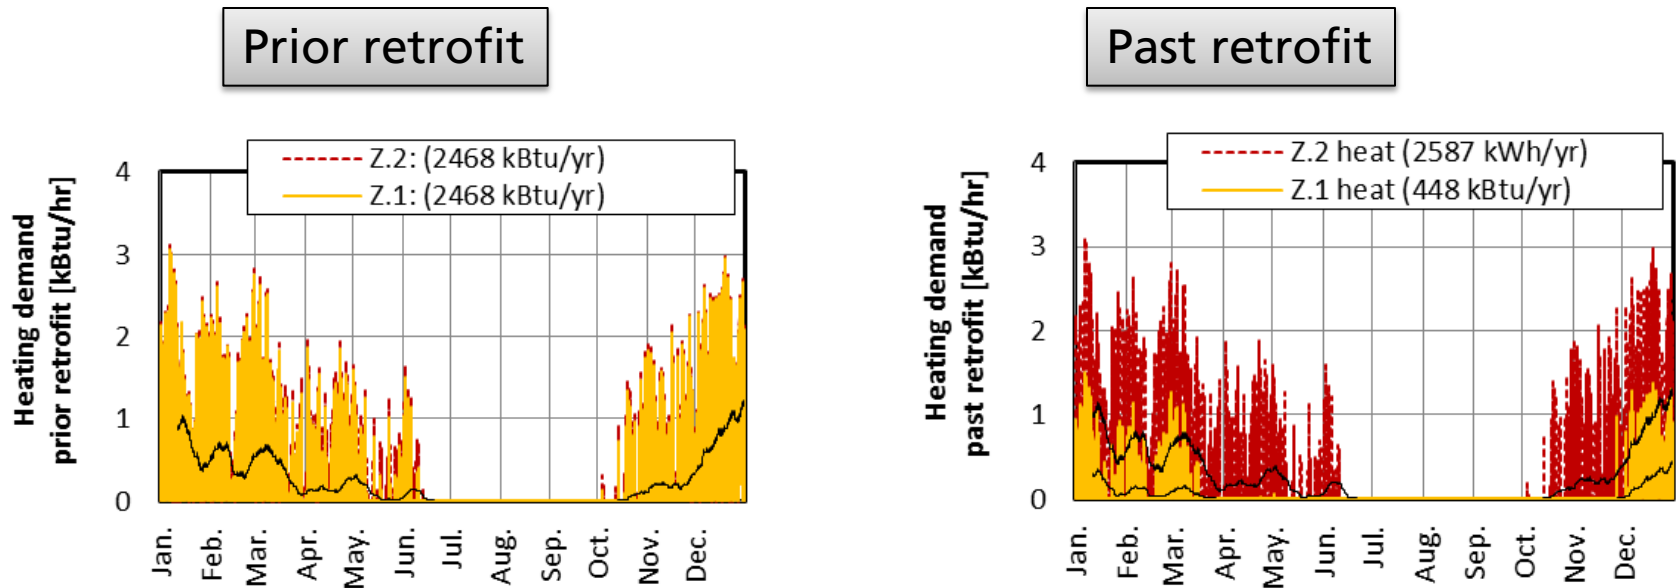 Prior retrofit
Heating demand
prior retrofit [kBtu/hr]
Z.2: (2468 kBtu/yr)
Z.1: (2468 kBtu/yr)
4
3
2
1
0
Jan.
Feb.
Mar.
Apr.
May.
Jun.
Jul.
Aug.
Sep.
Oct.
Nov.
Dec.
Past retrofit
Heating demand
past retrofit [kBtu/hr]
Z.2 heat (2587 kWh/yr)
Z.1 heat (448 kBtu/yr)
4
3
2
1
0
Jan.
Feb.
Mar.
Apr.
May.
Jun.
Jul.
Aug.
Sep.
Oct.
Nov.
Dec.